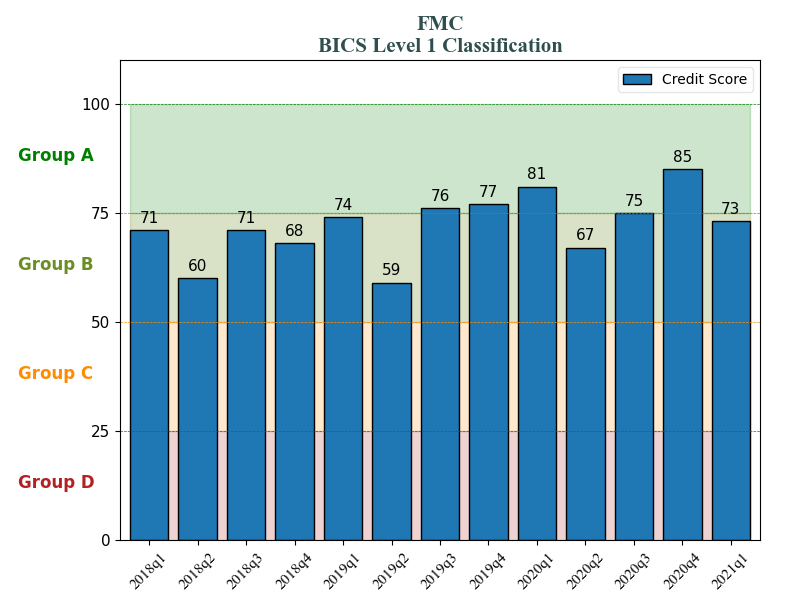 FMC
BICS Level 1 Classification
Credit Score
100
Group A
75
Group B
50
Group C
25
Group D
0
71
60
71
68
74
59
76
77
81
67
75
85
73
2018q1
2018q2
2018q3
2018q4
2019q1
2019q2
2019q3
2019q4
2020q1
2020q2
2020q3
2020q4
2021q1